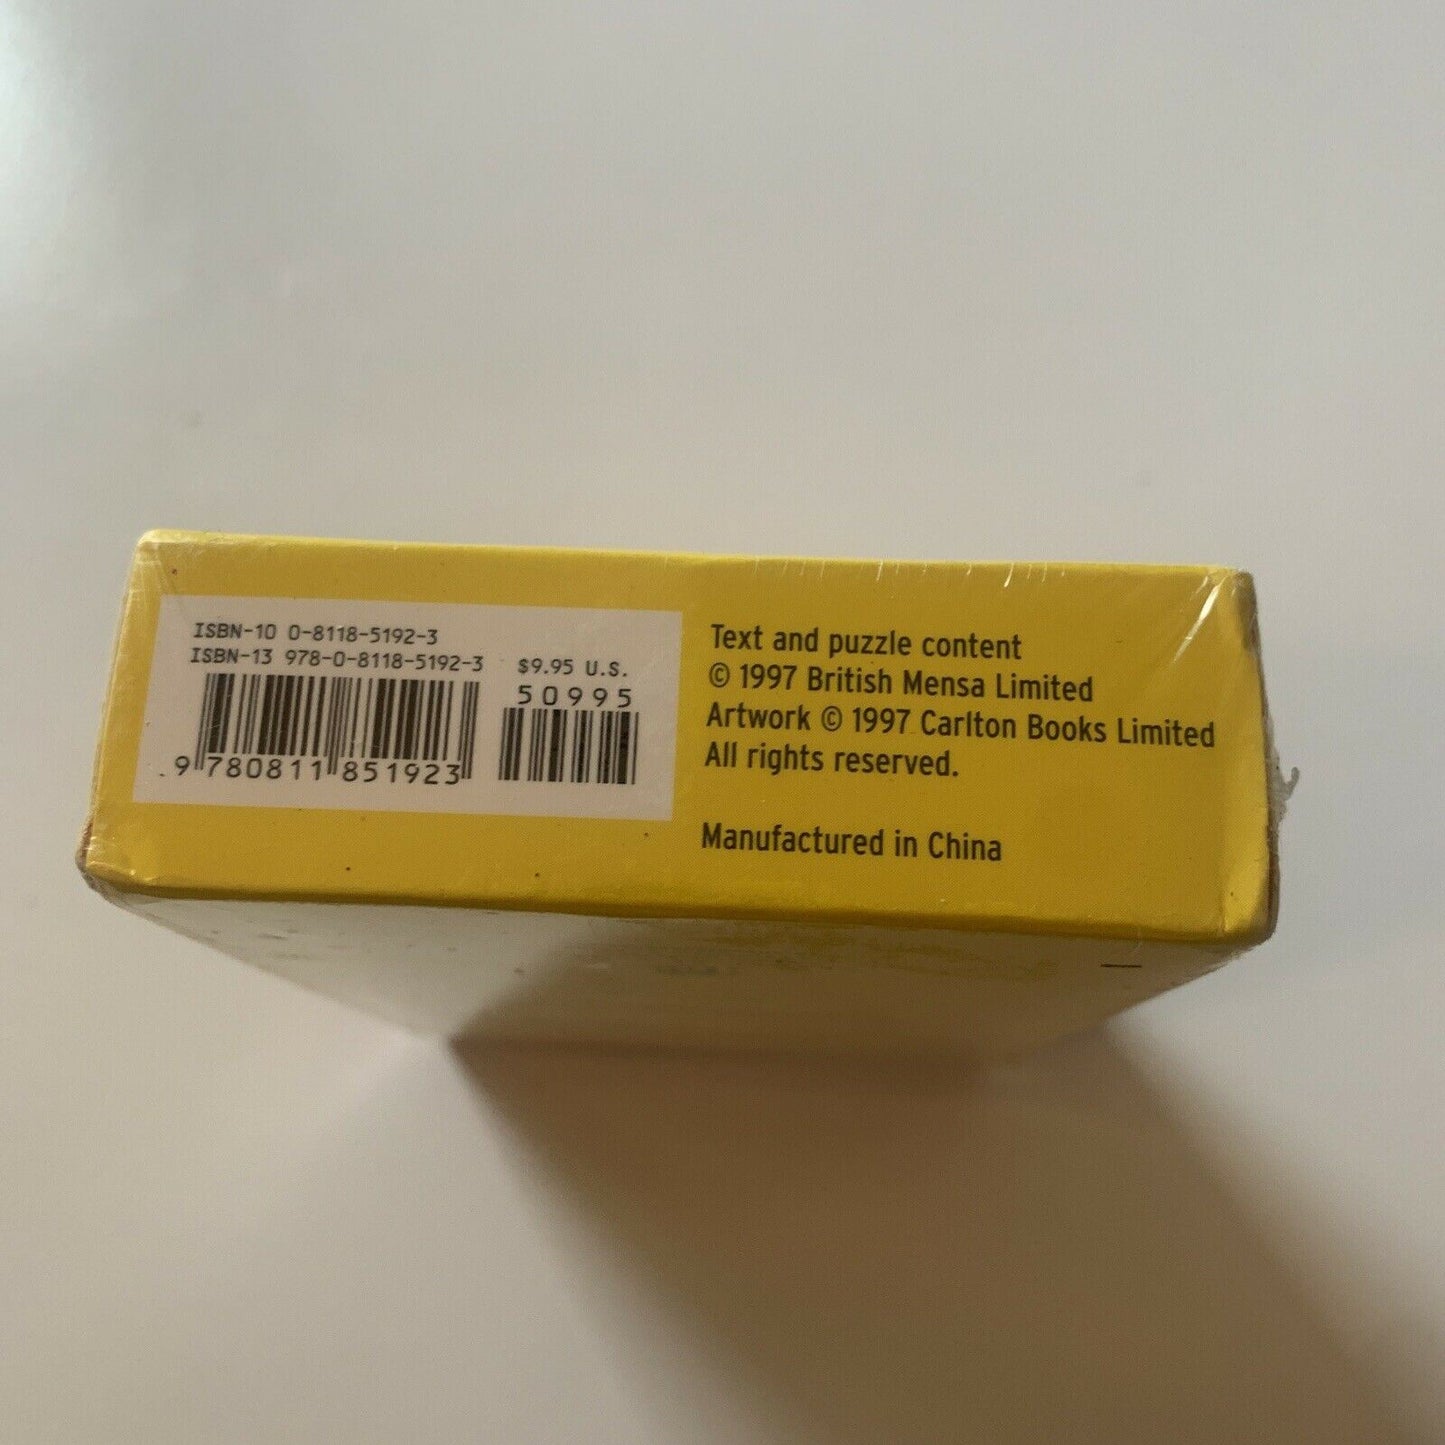 ISBN-10 0-8118-5192-3
ISBN-13 978-0-8118-5192-3
$9.95 U.S.
50995
9 780811 851923
Text and puzzle content
© 1997 British Mensa Limited
Artwork © 1997 Carlton Books Limited
All rights reserved.
Manufactured in China